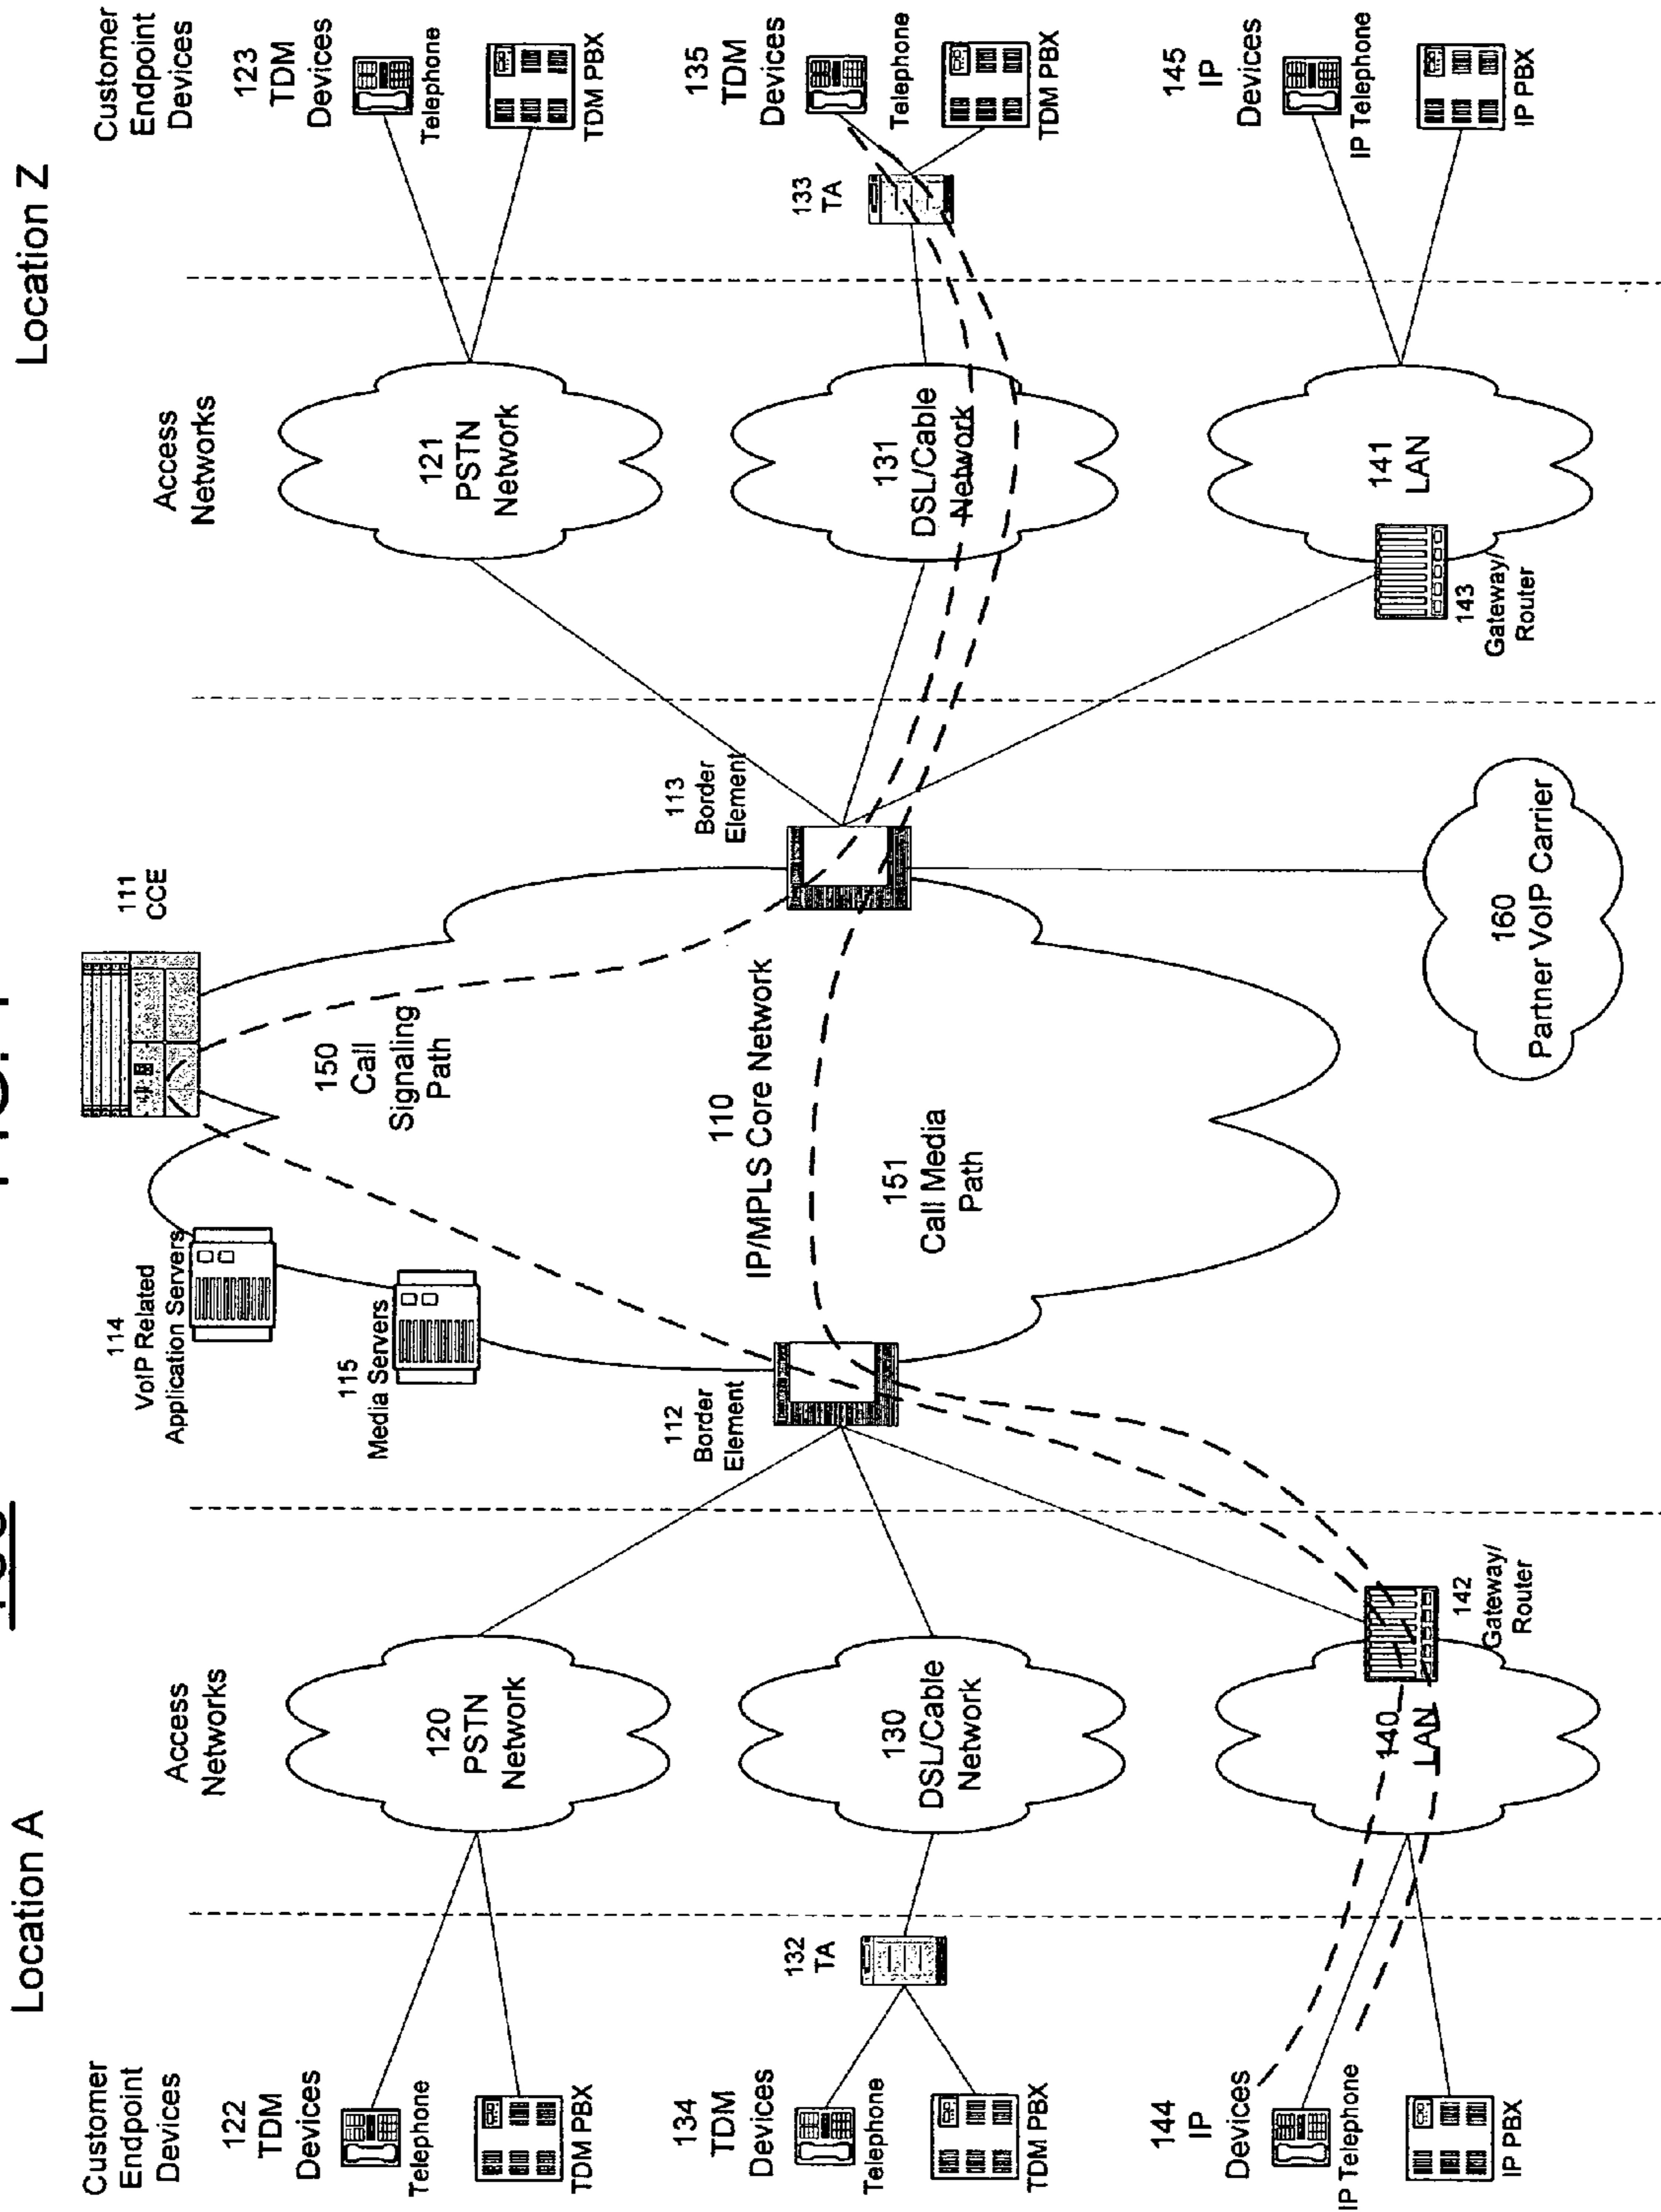 Location A
Location Z
Customer
Endpoint
Devices
Access
Networks
Access
Networks
Customer
Endpoint
Devices
111
CCE
114
VoIP Related
Application Servers
115
Media Servers
122
TDM
Devices
Telephone
TDM PBX
120
PSTN
Network
150
Call
Signaling
Path
121
PSTN
Network
123
TDM
Devices
Telephone
TDM PBX
134
TDM
Devices
Telephone
TDM PBX
132
TA
130
DSL/Cable
Network
112
Border
Element
110
IP/MPLS Core Network
151
Call Media
Path
113
Border
Element
131
DSL/Cable
Network
133
TA
135
TDM
Devices
Telephone
TDM PBX
144
IP
Devices
IP Telephone
IP PBX
140
LAN
142
Gateway/
Router
160
Partner VoIP Carrier
143
Gateway/
Router
141
LAN
145
IP
Devices
IP Telephone
IP PBX